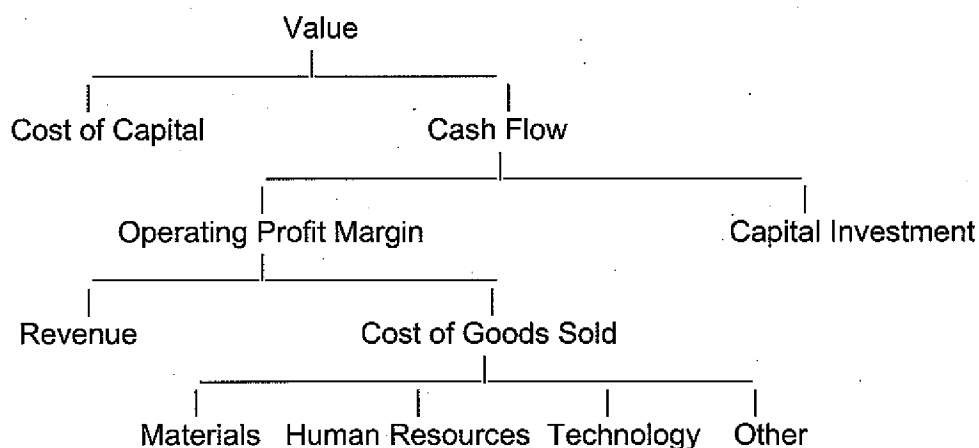 Value
Cost of Capital Cash Flow
Operating Profit Margin Capital Investment
Revenue Cost of Goods Sold
Materials Human Resources Technology Other